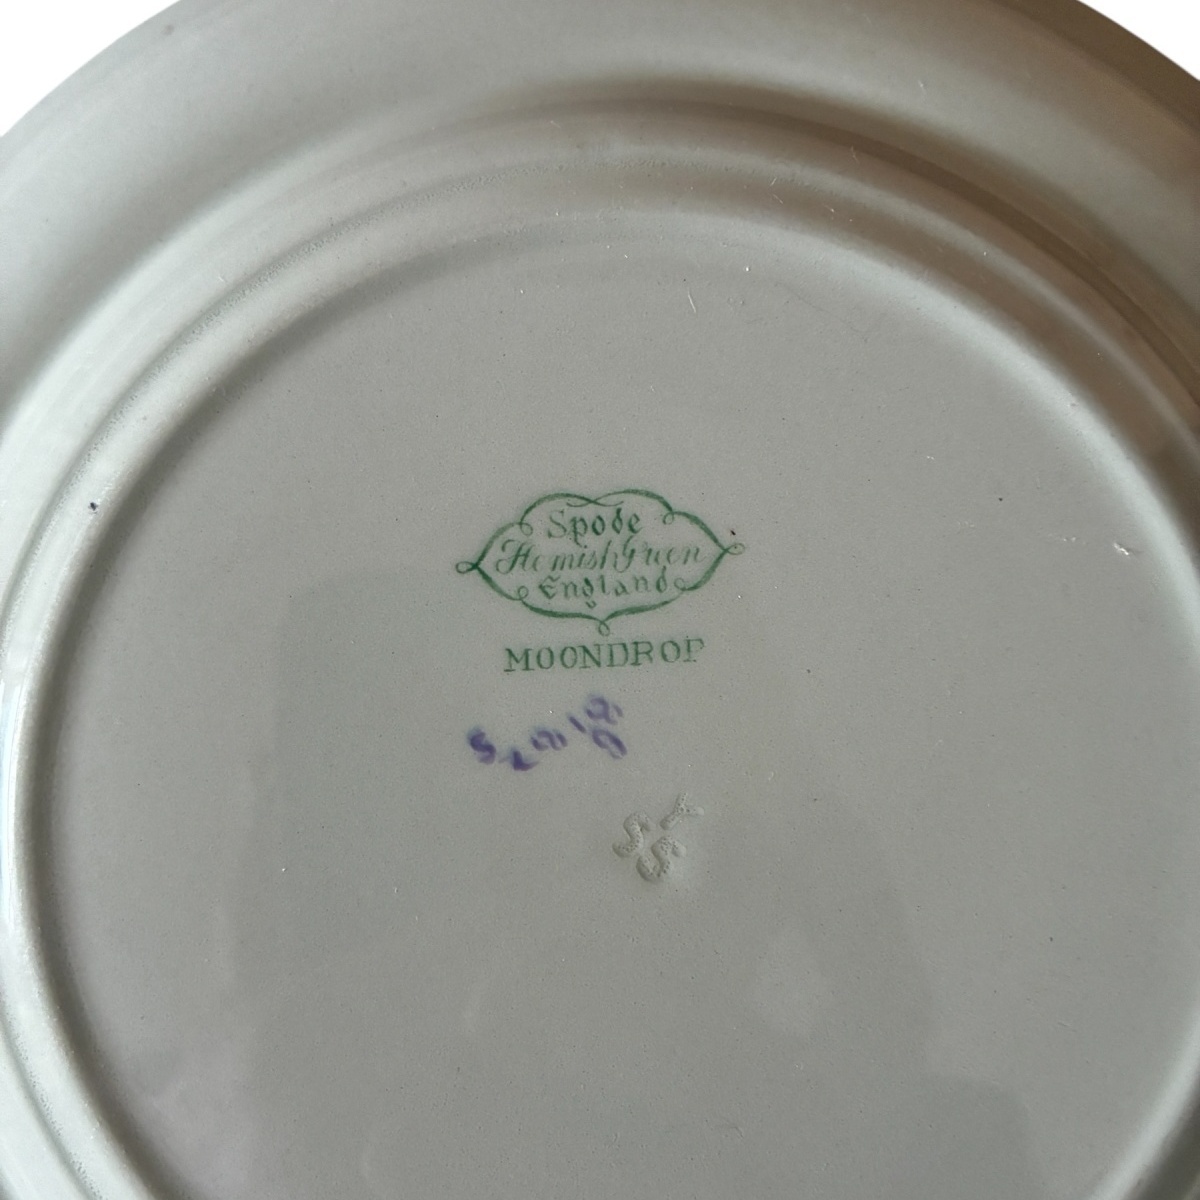 Spode
Flemish Green
England
MOONDROP